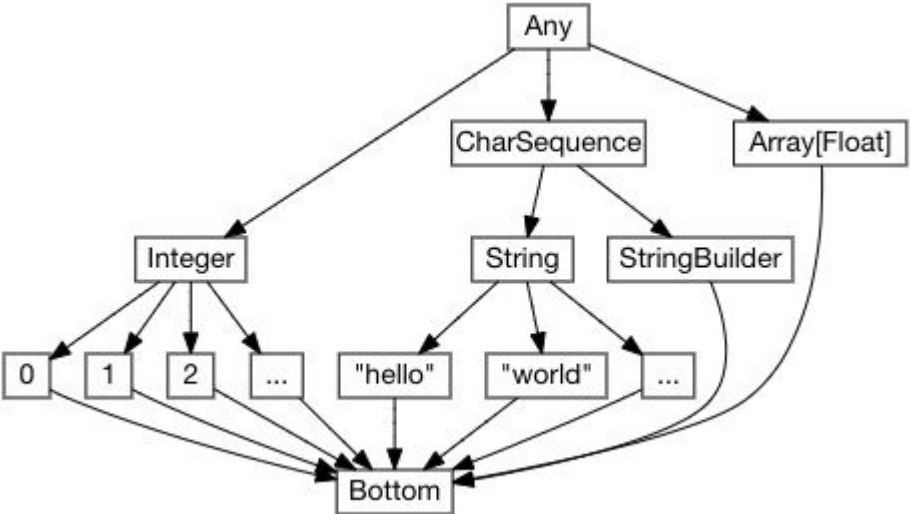 Any
CharSequence
Array[Float]
Integer
String
StringBuilder
0
1
2
...
"hello"
"world"
...
Bottom